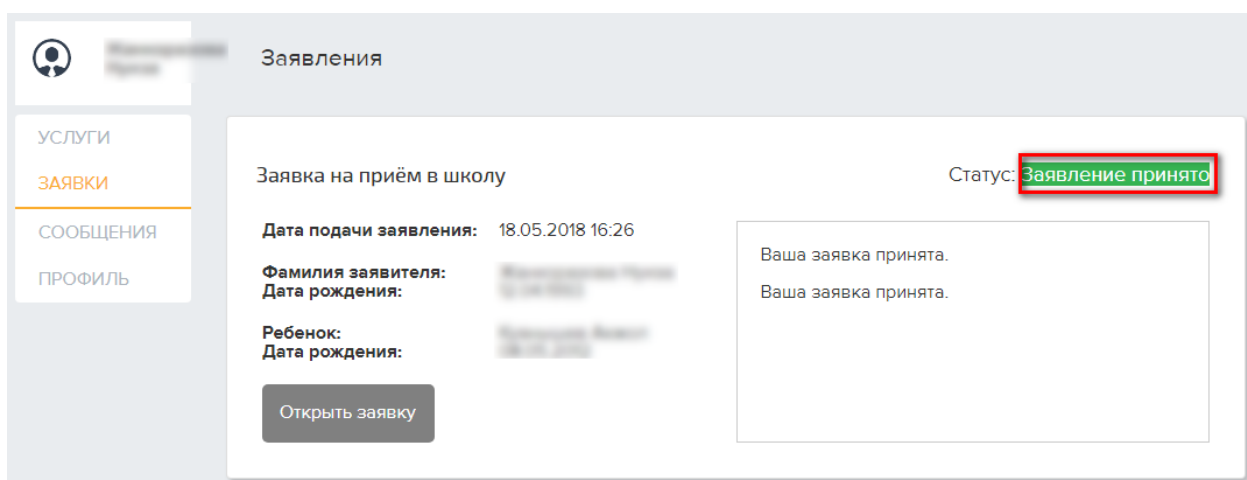 Заявления
УСЛУГИ
ЗАЯВКИ
СООБЩЕНИЯ
ПРОФИЛЬ
Заявка на приём в школу
Статус: Заявление принято
Дата подачи заявления: 18.05.2018 16:26
Фамилия заявителя:
Дата рождения:
Ребенок:
Дата рождения:
Открыть заявку
Ваша заявка принята.
Ваша заявка принята.